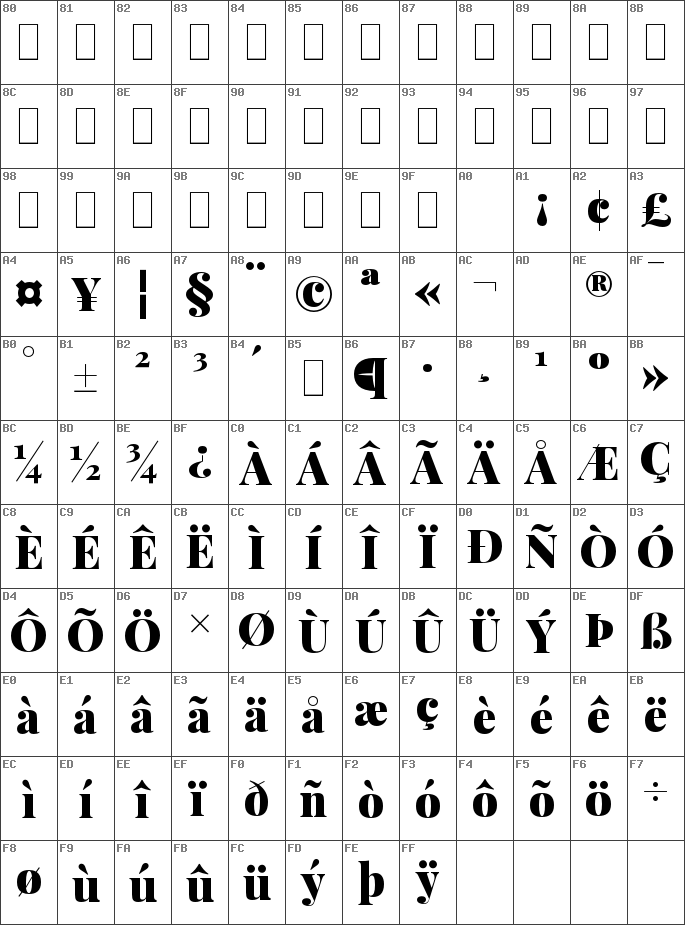 80 81 82 83 84 85 86 87 88 89 8A 8B
8C 8D 8E 8F 90 91 92 93 94 95 96 97
98 99 9A 9B 9C 9D 9E 9F A0 A1 A2 A3
¡ ¢ £
A4 A5 A6 A7 A8 A9 AA AB AC AD AE AF
¤ ¥ ¦ § ¨ © ª « ¬ ® ¯
B0 B1 B2 B3 B4 B5 B6 B7 B8 B9 BA BB
° ± ² ³ ´ ¶ · ¸ ¹ º »
BC BD BE BF C0 C1 C2 C3 C4 C5 C6 C7
¼ ½ ¾ ¿ À Á Â Ã Ä Å Æ Ç
C8 C9 CA CB CC CD CE CF D0 D1 D2 D3
È É Ê Ë Ì Í Î Ï Ð Ñ Ò Ó
D4 D5 D6 D7 D8 D9 DA DB DC DD DE DF
Ô Õ Ö × Ø Ù Ú Û Ü Ý Þ ß
E0 E1 E2 E3 E4 E5 E6 E7 E8 E9 EA EB
à á â ã ä å æ ç è é ê ë
EC ED EE EF F0 F1 F2 F3 F4 F5 F6 F7
ì í î ï ð ñ ò ó ô õ ö ÷
F8 F9 FA FB FC FD FE FF
ø ù ú û ü ý þ ÿ